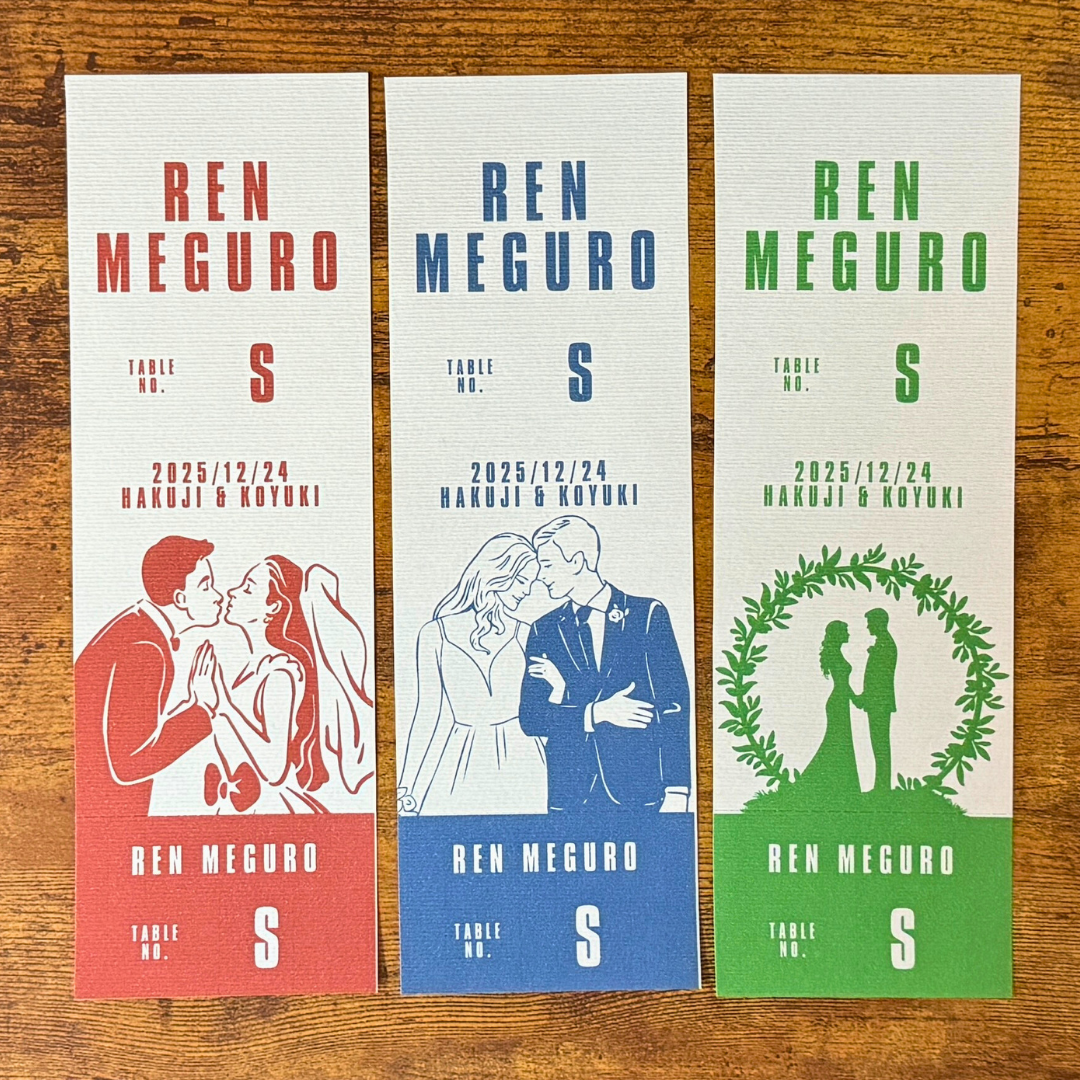 REN
MEGURO
TABLE
NO.
S
2025/12/24
HAKUJI & KOYUKI
REN MEGURO
TABLE
NO.
S
REN
MEGURO
TABLE
NO.
S
2025/12/24
HAKUJI & KOYUKI
REN MEGURO
TABLE
NO.
S
REN
MEGURO
TABLE
NO.
S
2025/12/24
HAKUJI & KOYUKI
REN MEGURO
TABLE
NO.
S